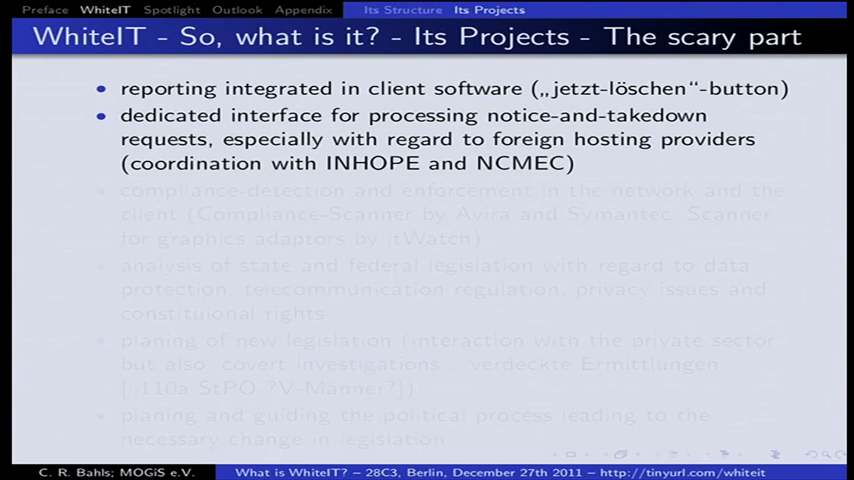 Preface WhiteIT Spotlight Outlook Appendix Its Structure Its Projects
WhiteIT - So, what is it? - Its Projects - The scary part
• reporting integrated in client software („jetzt-löschen“-button)
• dedicated interface for processing notice-and-takedown
requests, especially with regard to foreign hosting providers
(coordination with INHOPE and NCMEC)
• compliance-detection and enforcement in the network and the
client (Compliance-Scanner by Avira and Symantec, Scanner
for graphics adaptors by itWatch)
• analysis of state and federal legislation with regard to data
protection, telecommunication regulation, privacy issues and
constituional rights
• planing of new legislation (interaction with the private sector
but also, covert investigations , verdeckte Ermittlungen
[§110a StPO ?V-Männer?])
• planing and guiding the political process leading to the
necessary change in legislation
C. R. Bahls; MOGiS e.V. What is WhiteIT? – 28C3, Berlin, December 27th 2011 – http://tinyurl.com/whiteit